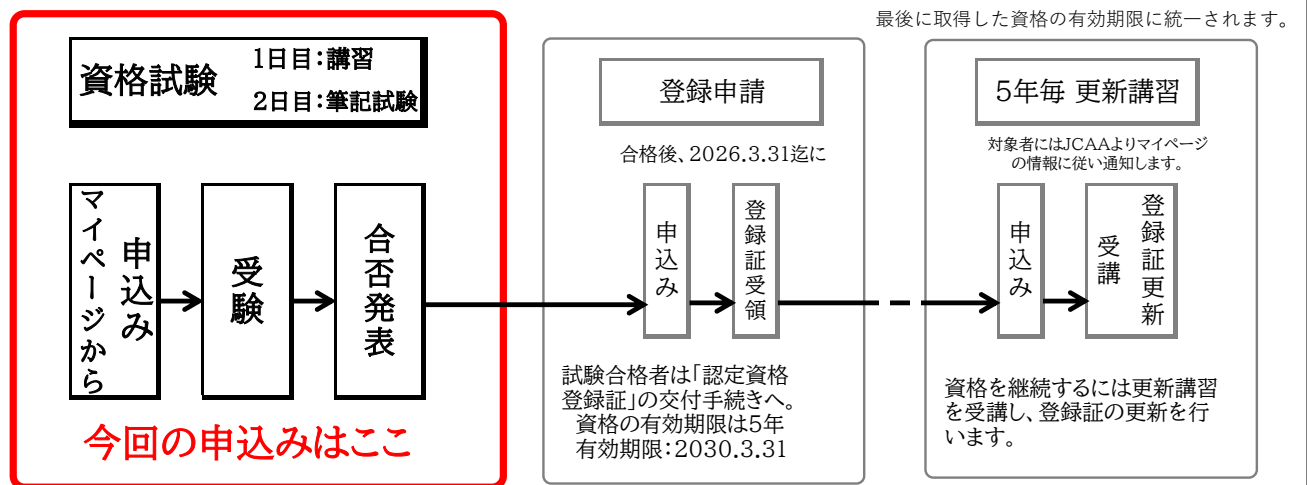 最後に取得した資格の有効期限に統一されます。
資格試験
1日目:講習
2日目:筆記試験
マイページから
申込み
受験
合否発表
今回の申込みはここ
登録申請
合格後、2026.3.31迄に
申込み
登録証受領
試験合格者は「認定資格
登録証」の交付手続きへ。
資格の有効期限は5年
有効期限:2030.3.31
5年毎 更新講習
対象者にはJCAAよりマイページ
の情報に従い通知します。
申込み
登録証更新
受講
資格を継続するには更新講習
を受講し、登録証の更新を行
います。